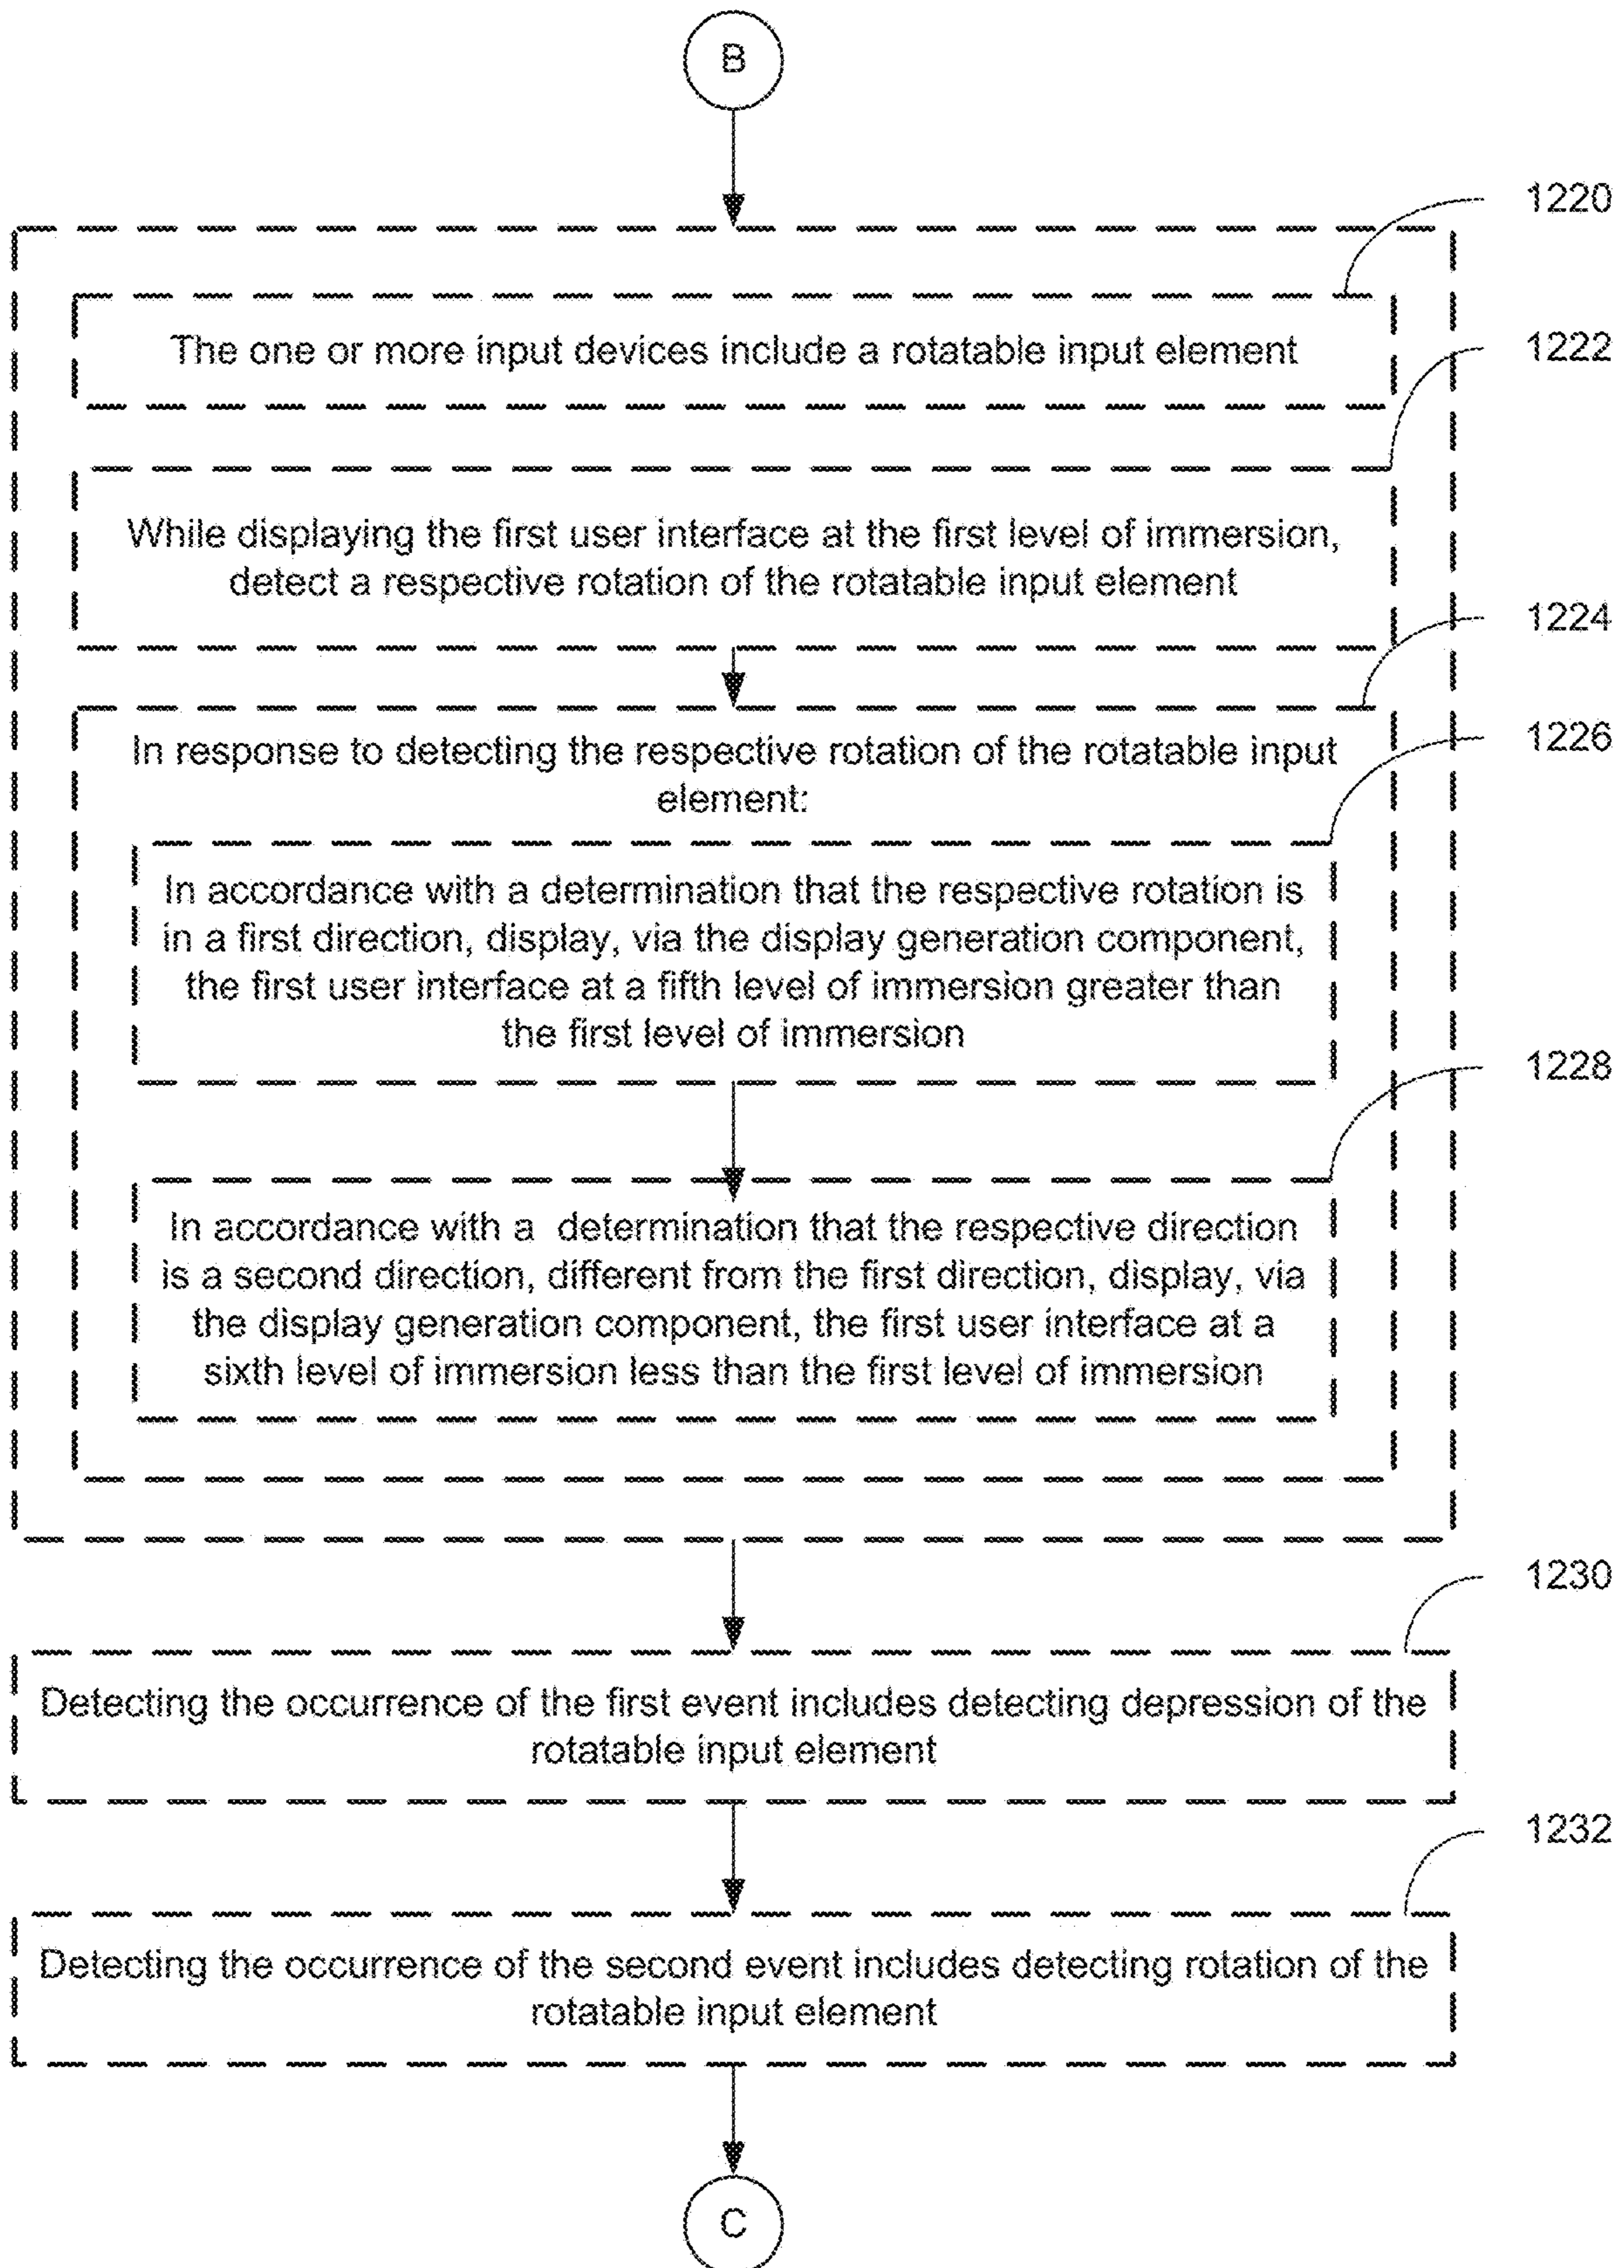 B
1220
The one or more input devices include a rotatable input element
1222
While displaying the first user interface at the first level of immersion,
detect a respective rotation of the rotatable input element
1224
In response to detecting the respective rotation of the rotatable input
element:
1226
In accordance with a determination that the respective rotation is
in a first direction, display, via the display generation component,
the first user interface at a fifth level of immersion greater than
the first level of immersion
1228
In accordance with a determination that the respective direction
is a second direction, different from the first direction, display, via
the display generation component, the first user interface at a
sixth level of immersion less than the first level of immersion
1230
Detecting the occurrence of the first event includes detecting depression of the
rotatable input element
1232
Detecting the occurrence of the second event includes detecting rotation of the
rotatable input element
C